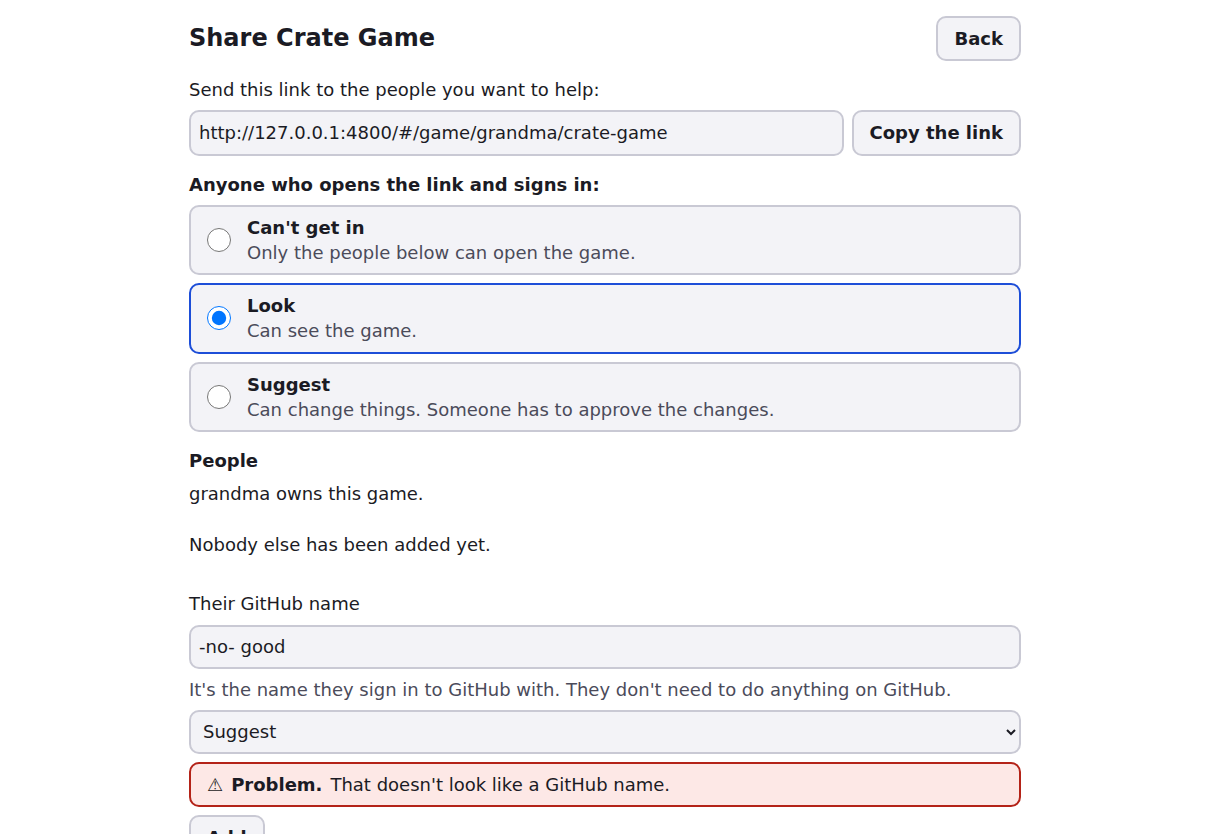 Share Crate Game
Back
Send this link to the people you want to help:
http://127.0.0.1:4800/#/game/grandma/crate-game
Copy the link
Anyone who opens the link and signs in:
Can't get in
Only the people below can open the game.
Look
Can see the game.
Suggest
Can change things. Someone has to approve the changes.
People
grandma owns this game.
Nobody else has been added yet.
Their GitHub name
-no- good
It's the name they sign in to GitHub with. They don't need to do anything on GitHub.
Suggest
⚠ Problem. That doesn't look like a GitHub name.
Add